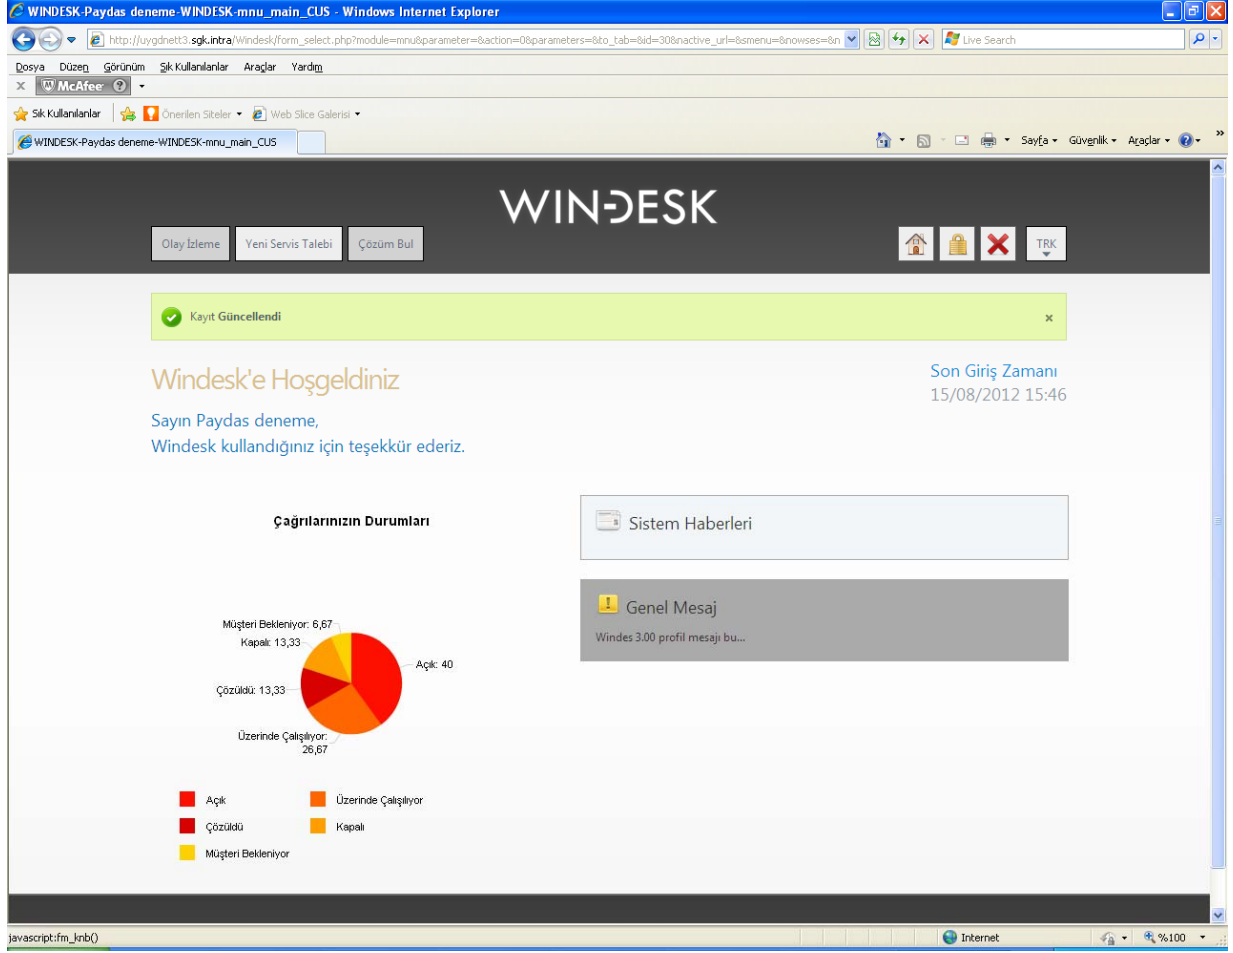 WINDESK-Paydas deneme-WINDESK-mnu_main_CUS - Windows Internet Explorer
http://uygdnett3.sgk.intra/Windesk/form_select.php?module=mnu&parameter=&action=0&parameters=&to_tab=&id=30&nactive_url=&smenu=&nowses=&n
Live Search
Dosya Düzen Görünüm Sık Kullanılanlar Araçlar Yardım
x McAfee ?
Sık Kullanılanlar Önerilen Siteler Web Slice Galerisi
WINDESK-Paydas deneme-WINDESK-mnu_main_CUS
Sayfa Güvenlik Araçlar »
WINDESK
Olay İzleme Yeni Servis Talebi Çözüm Bul TRK
Kayıt Güncellendi x
Windesk'e Hoşgeldiniz
Son Giriş Zamanı
15/08/2012 15:46
Sayın Paydas deneme,
Windesk kullandığınız için teşekkür ederiz.
Çağrılarınızın Durumları
Müşteri Bekleniyor: 6,67
Kapalı: 13,33
Açık: 40
Çözüldü: 13,33
Üzerinde Çalışılıyor:
26,67
Açık Üzerinde Çalışılıyor
Çözüldü Kapalı
Müşteri Bekleniyor
Sistem Haberleri
Genel Mesaj
Windes 3.00 profil mesajı bu...
javascript:fm_knb() Internet %100